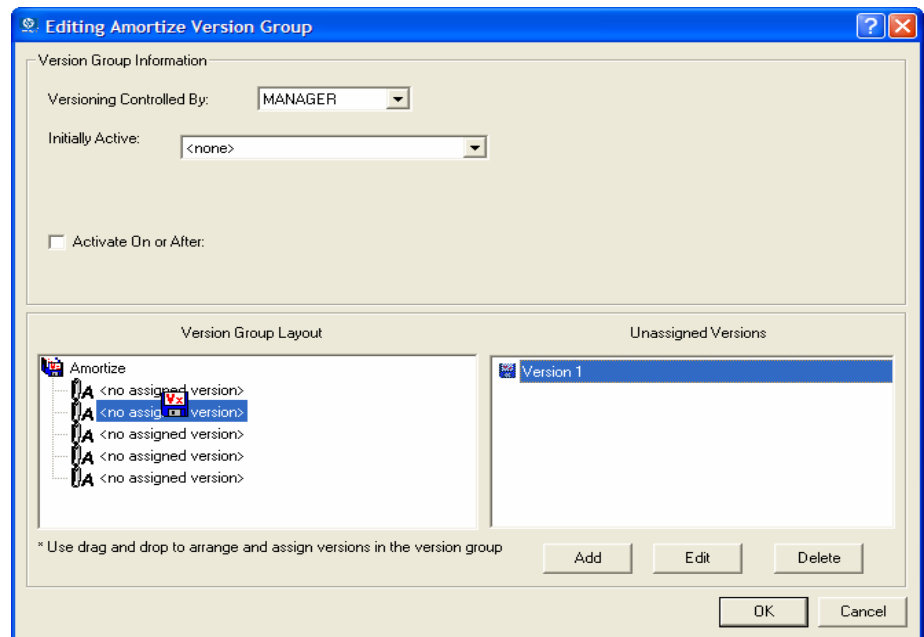 Editing Amortize Version Group
Version Group Information
Versioning Controlled By: MANAGER
Initially Active: <none>
Activate On or After:
Version Group Layout
Amortize
<no assigned version>
<no assigned version>
<no assigned version>
<no assigned version>
<no assigned version>
Unassigned Versions
Version 1
* Use drag and drop to arrange and assign versions in the version group
Add Edit Delete
OK Cancel